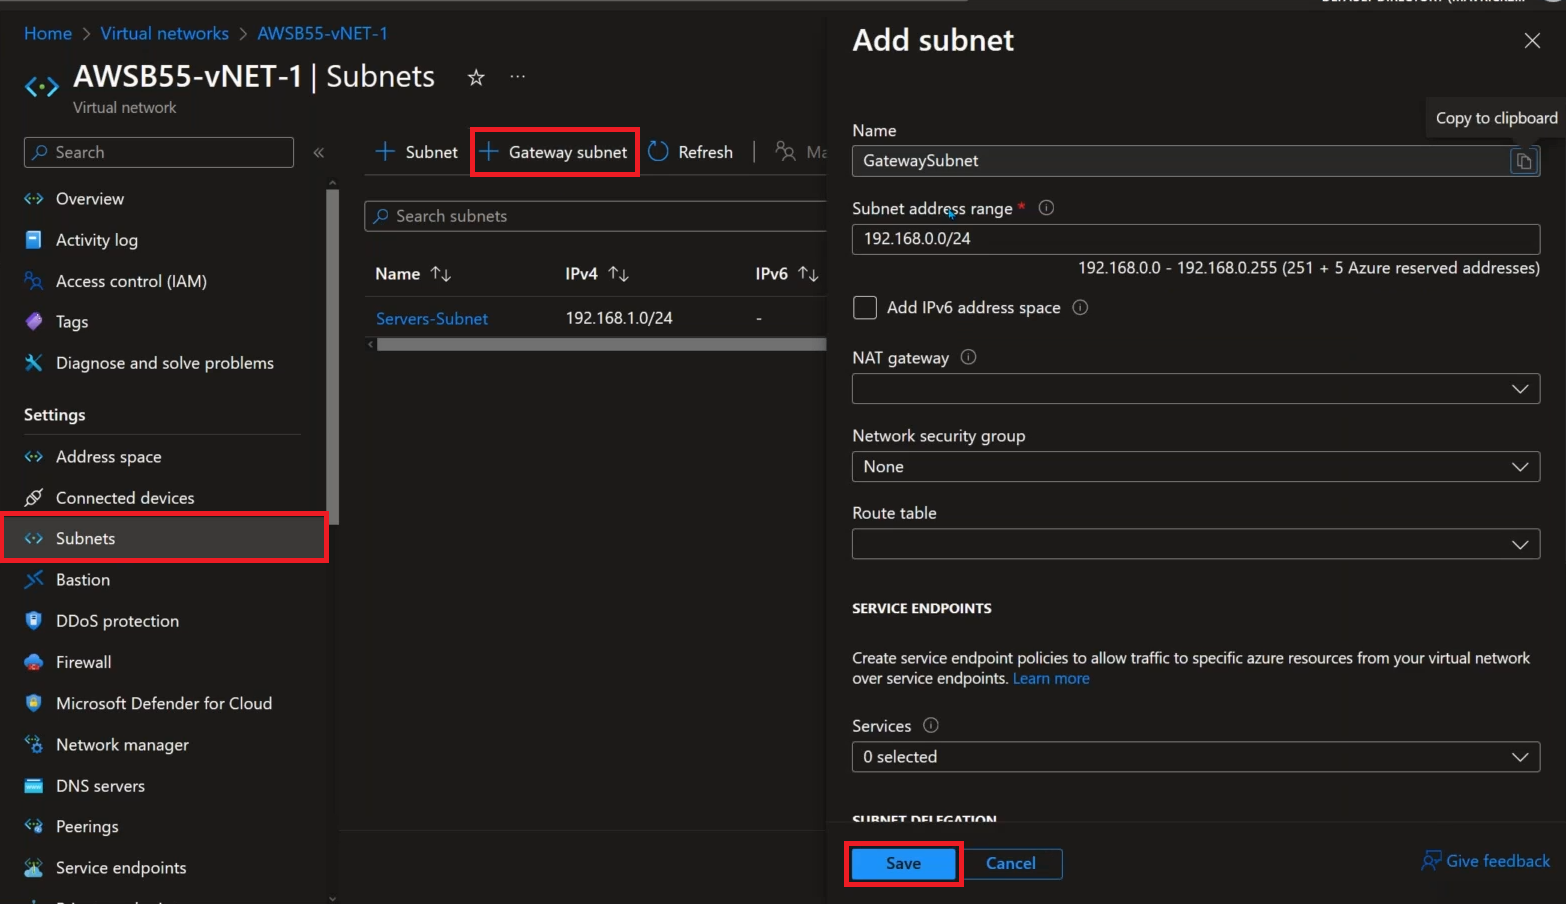 Home > Virtual networks > AWSB55-vNET-1
AWSB55-vNET-1 | Subnets
Virtual network
Search
Overview
Activity log
Access control (IAM)
Tags
Diagnose and solve problems
Settings
Address space
Connected devices
Subnets
Bastion
DDoS protection
Firewall
Microsoft Defender for Cloud
Network manager
DNS servers
Peerings
Service endpoints
+ Subnet
+ Gateway subnet
Refresh
Search subnets
Name IPv4 IPv6
Servers-Subnet 192.168.1.0/24 -
Add subnet
Copy to clipboard
Name
GatewaySubnet
Subnet address range *
192.168.0.0/24
192.168.0.0 - 192.168.0.255 (251 + 5 Azure reserved addresses)
Add IPv6 address space
NAT gateway
Network security group
None
Route table
SERVICE ENDPOINTS
Create service endpoint policies to allow traffic to specific azure resources from your virtual network
over service endpoints. Learn more
Services
0 selected
SUBNET DELEGATION
Save
Cancel
Give feedback